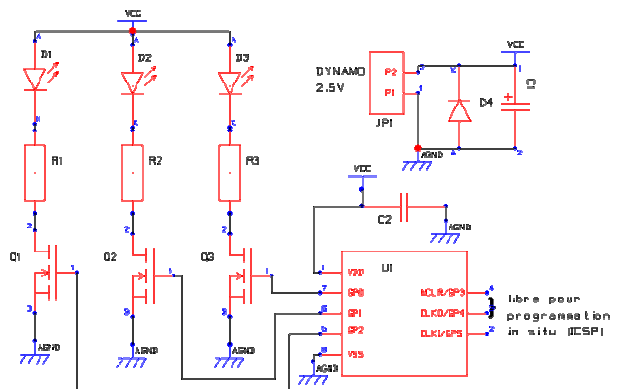 VCC
D1
D2
D3
R1
R2
R3
Q1
Q2
Q3
AGND
AGND
AGND
DYNAMO
2.5V
P2
P1
JP1
D4
C1
VCC
AGND
VCC
C2
AGND
U1
VDD
GP0
GP1
GP2
VSS
MCLR/GP3
CLKO/GP4
CLKI/GP5
AGND
libre pour
programmation
in situ (ICSP)